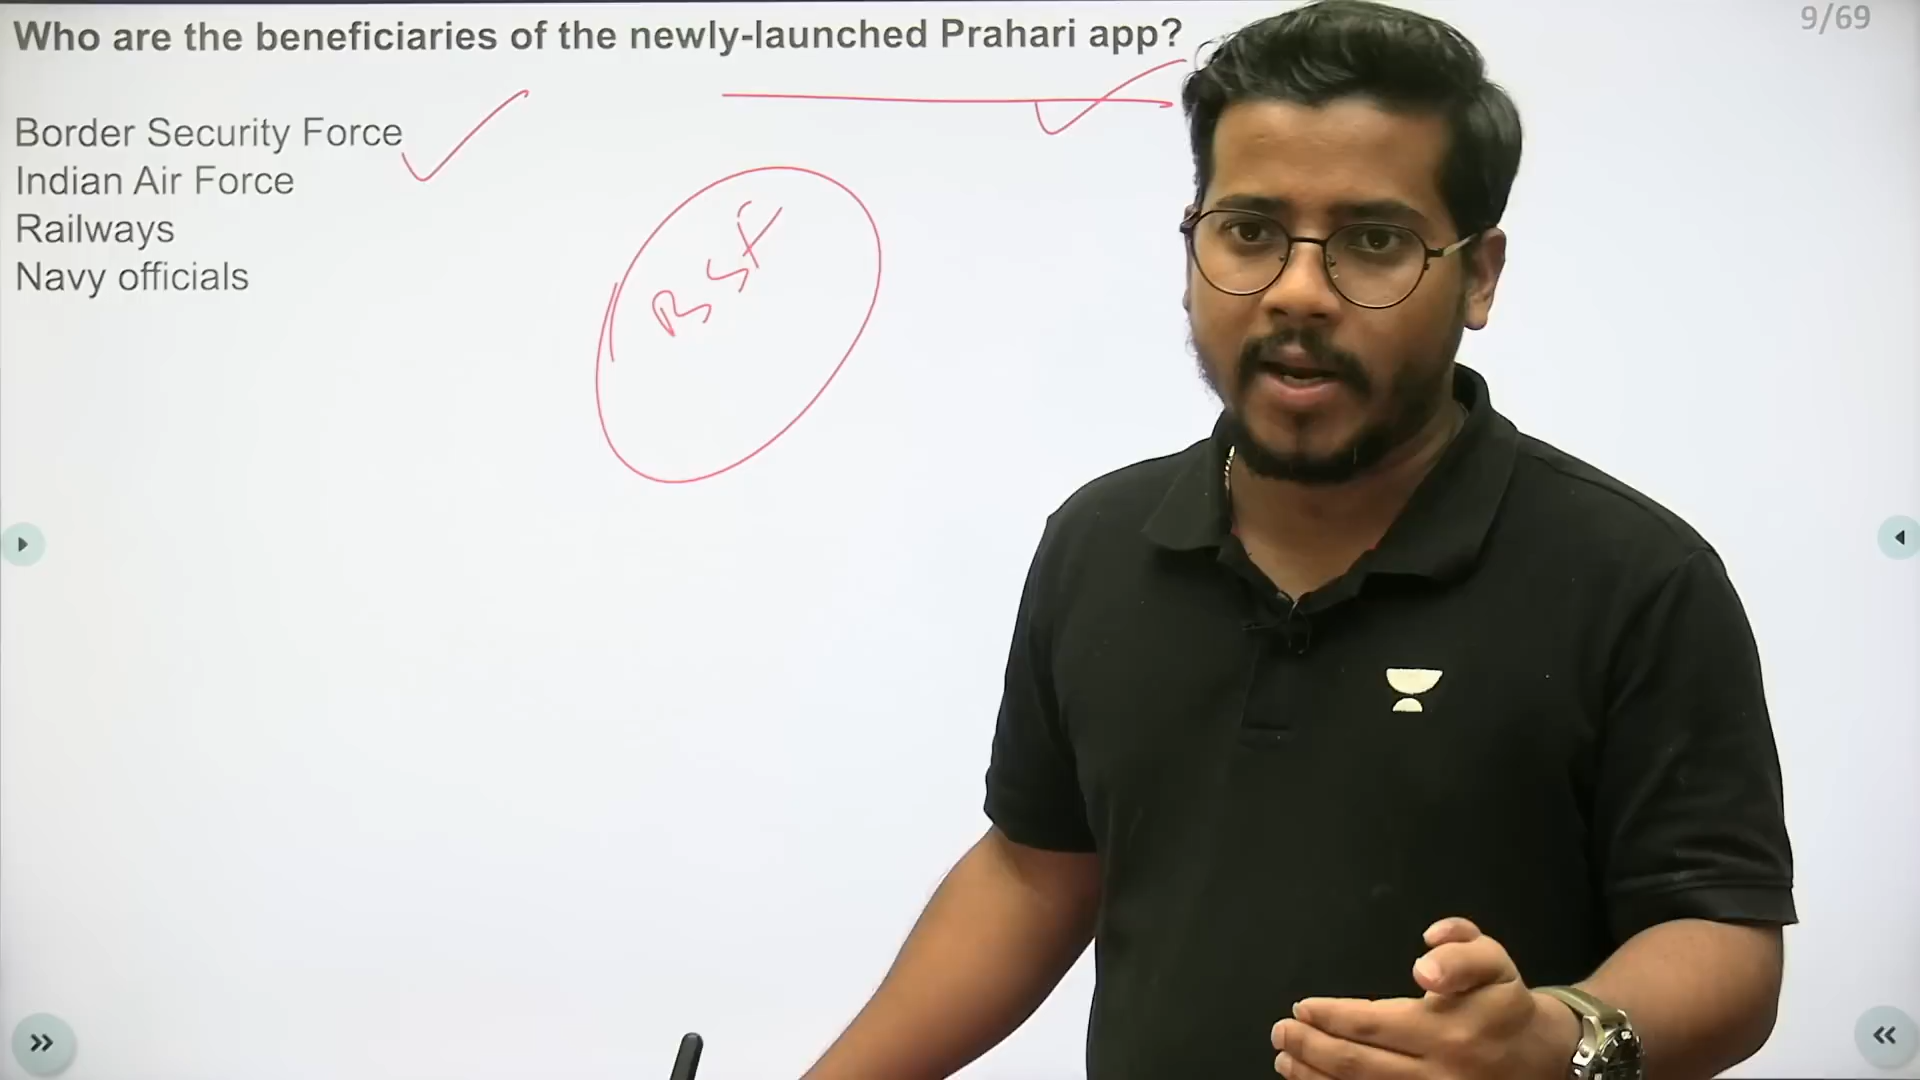 Who are the beneficiaries of the newly-launched Prahari app?
9/69
Border Security Force
Indian Air Force
Railways
Navy officials
BSF